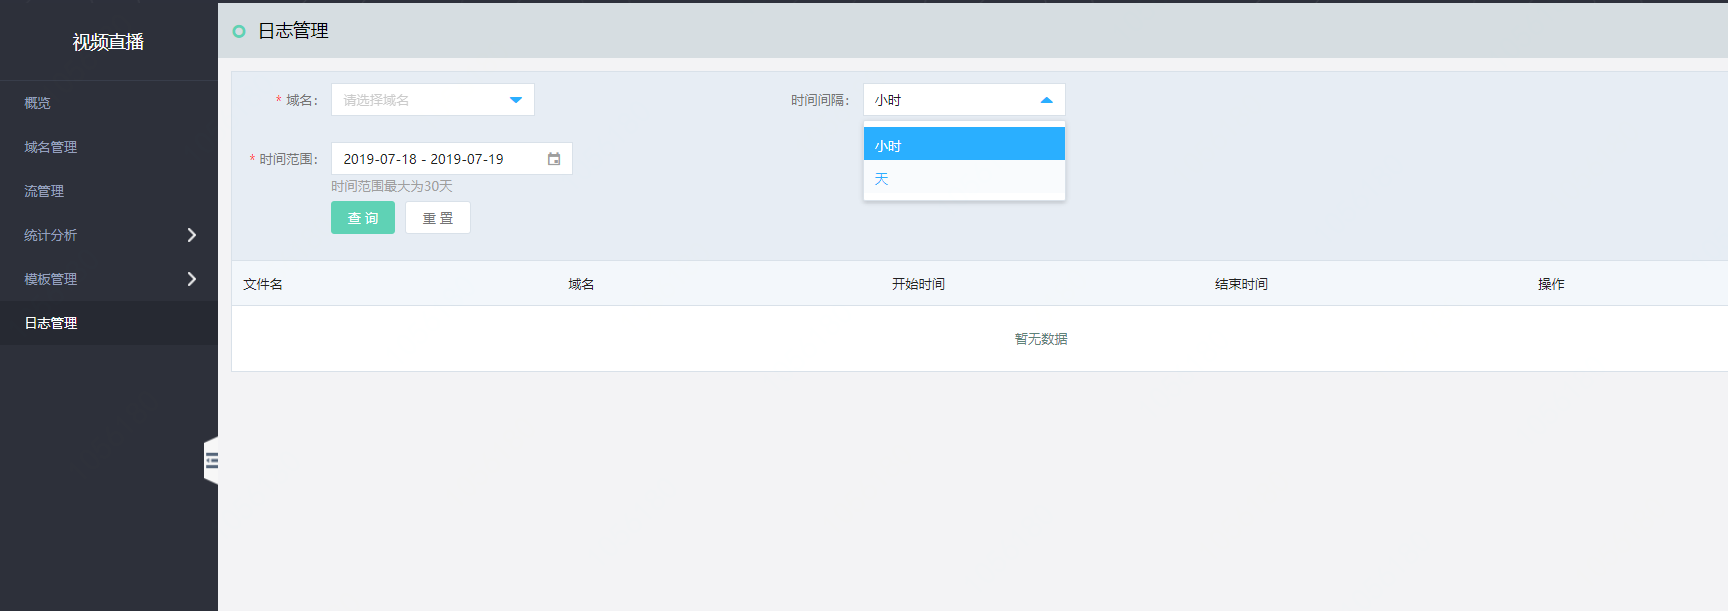 视频直播
概览
域名管理
流管理
统计分析
模板管理
日志管理
日志管理
* 域名： 请选择域名
时间间隔： 小时
小时
天
* 时间范围： 2019-07-18 - 2019-07-19
时间范围最大为30天
查 询 重 置
文件名 域名 开始时间 结束时间 操作
暂无数据